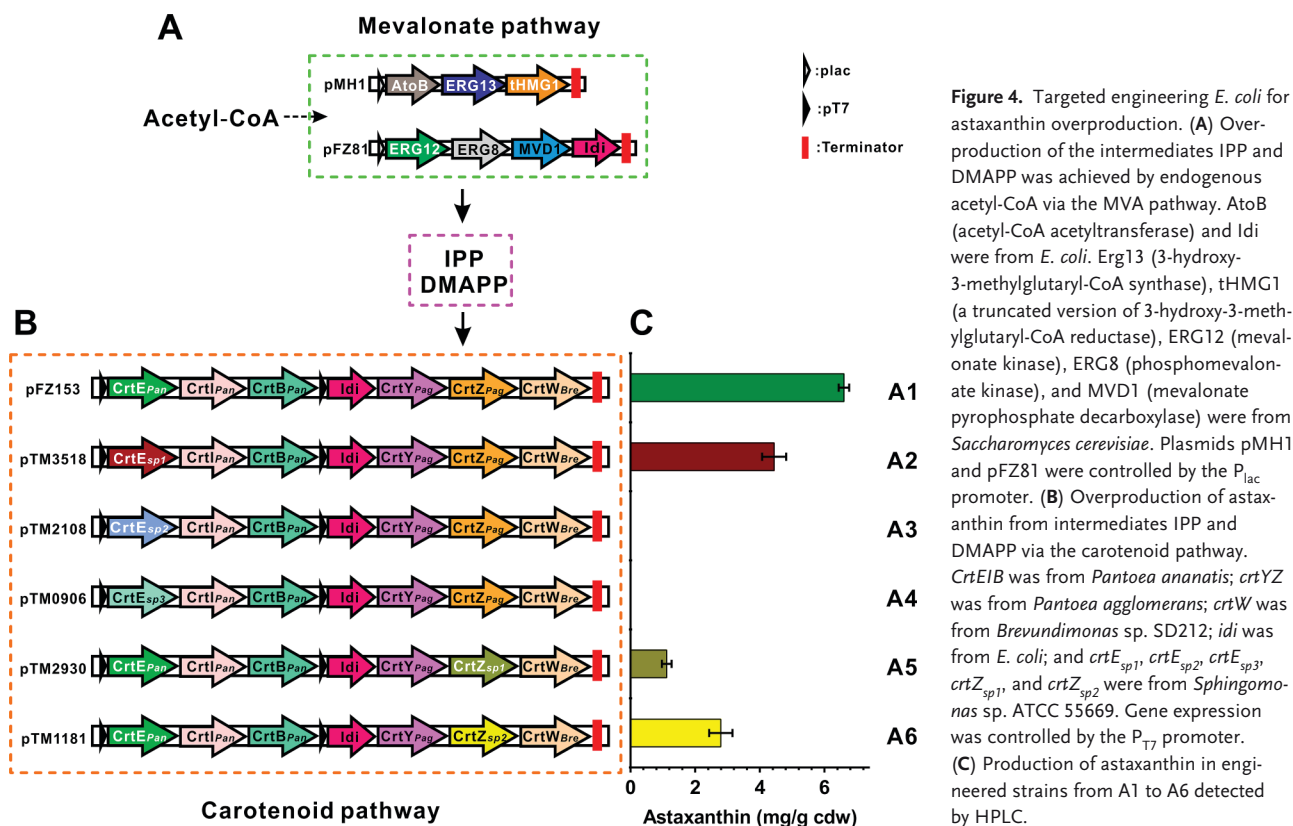 A
Mevalonate pathway
pMH1 AtoB ERG13 tHMG1
Acetyl-CoA
pFZ81 ERG12 ERG8 MVD1 Idi
:plac
:pT7
:Terminator
IPP
DMAPP
B
C
pFZ153 CrtEPan CrtIPan CrtBPan Idi CrtYPag CrtZPag CrtWBre A1
pTM3518 CrtEsp1 CrtIPan CrtBPan Idi CrtYPag CrtZPag CrtWBre A2
pTM2108 CrtEsp2 CrtIPan CrtBPan Idi CrtYPag CrtZPag CrtWBre A3
pTM0906 CrtEsp3 CrtIPan CrtBPan Idi CrtYPag CrtZPag CrtWBre A4
pTM2930 CrtEPan CrtIPan CrtBPan Idi CrtYPag CrtZsp1 CrtWBre A5
pTM1181 CrtEPan CrtIPan CrtBPan Idi CrtYPag CrtZsp2 CrtWBre A6
Carotenoid pathway
0 2 4 6
Astaxanthin (mg/g cdw)
Figure 4. Targeted engineering E. coli for
astaxanthin overproduction. (A) Over-
production of the intermediates IPP and
DMAPP was achieved by endogenous
acetyl-CoA via the MVA pathway. AtoB
(acetyl-CoA acetyltransferase) and Idi
were from E. coli. Erg13 (3-hydroxy-
3-methylglutaryl-CoA synthase), tHMG1
(a truncated version of 3-hydroxy-3-meth-
ylglutaryl-CoA reductase), ERG12 (meval-
onate kinase), ERG8 (phosphomevalon-
ate kinase), and MVD1 (mevalonate
pyrophosphate decarboxylase) were from
Saccharomyces cerevisiae. Plasmids pMH1
and pFZ81 were controlled by the Plac
promoter. (B) Overproduction of astax-
anthin from intermediates IPP and
DMAPP via the carotenoid pathway.
CrtEIB was from Pantoea ananatis; crtYZ
was from Pantoea agglomerans; crtW was
from Brevundimonas sp. SD212; idi was
from E. coli; and crtEsp1, crtEsp2, crtEsp3,
crtZsp1, and crtZsp2 were from Sphingomo-
nas sp. ATCC 55669. Gene expression
was controlled by the PT7 promoter.
(C) Production of astaxanthin in engi-
neered strains from A1 to A6 detected
by HPLC.